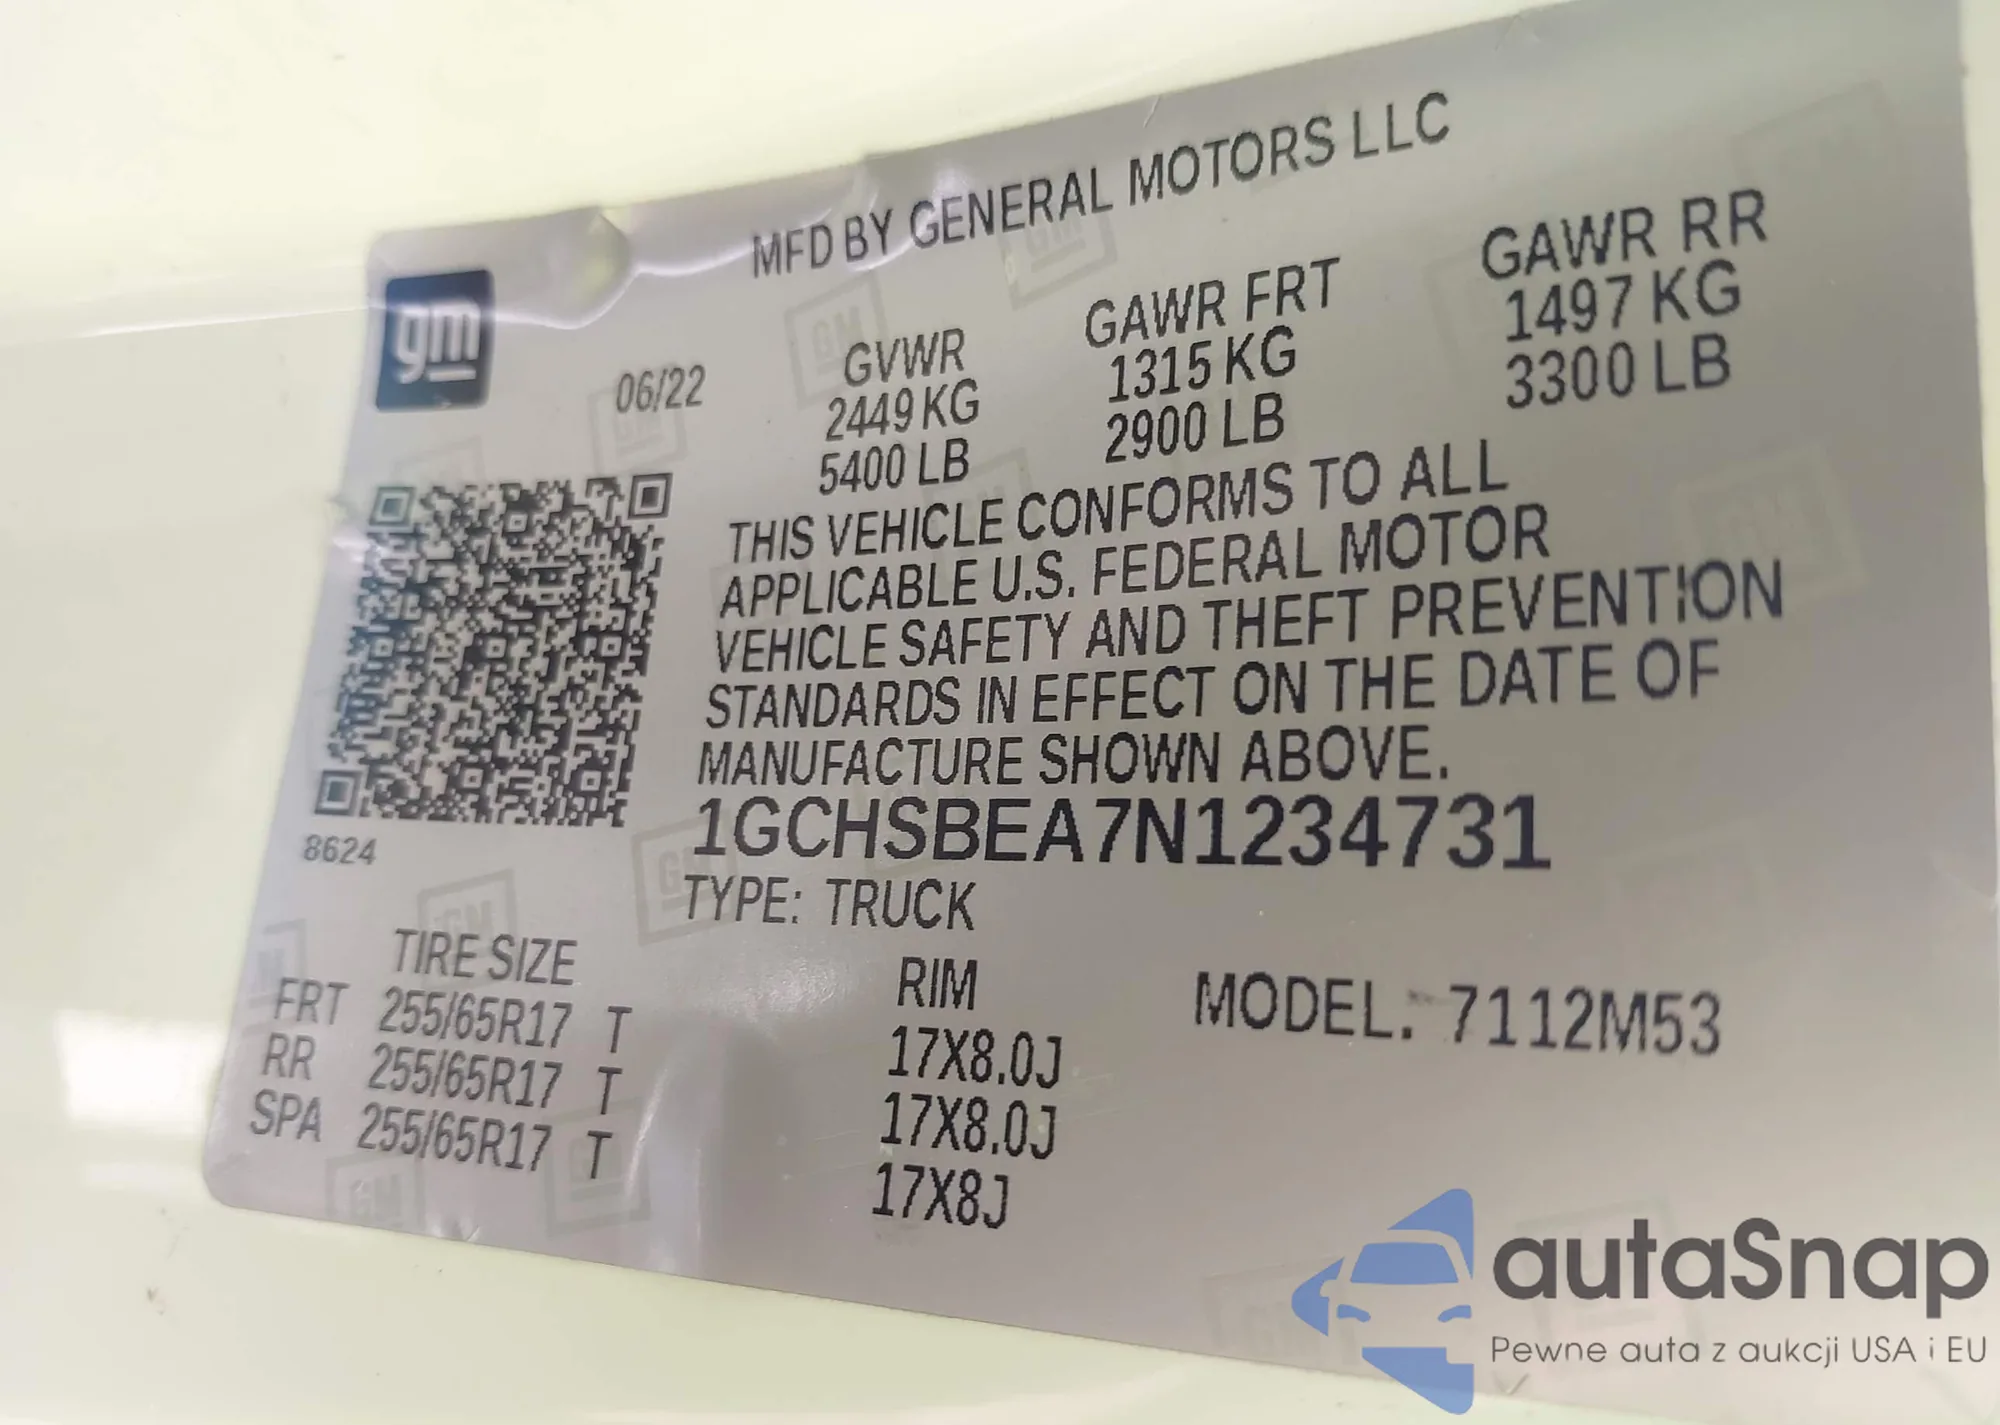 MFD BY GENERAL MOTORS LLC
gm
06/22
GVWR
2449 KG
5400 LB
GAWR FRT
1315 KG
2900 LB
GAWR RR
1497 KG
3300 LB
THIS VEHICLE CONFORMS TO ALL
APPLICABLE U.S. FEDERAL MOTOR
VEHICLE SAFETY AND THEFT PREVENTION
STANDARDS IN EFFECT ON THE DATE OF
MANUFACTURE SHOWN ABOVE.
1GCHSBEA7N1234731
8624
TYPE: TRUCK
TIRE SIZE
RIM
MODEL: 7112M53
FRT 255/65R17 T 17X8.0J
RR 255/65R17 T 17X8.0J
SPA 255/65R17 T 17X8J
autaSnap
Pewne auta z aukcji USA i EU